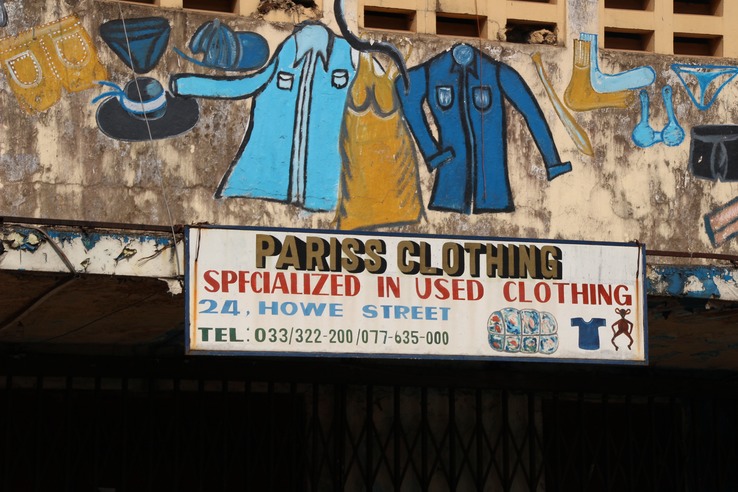 PARISS CLOTHING
SPECIALIZED IN USED CLOTHING
24, HOWE STREET
TEL: 033/322-200/077-635-000